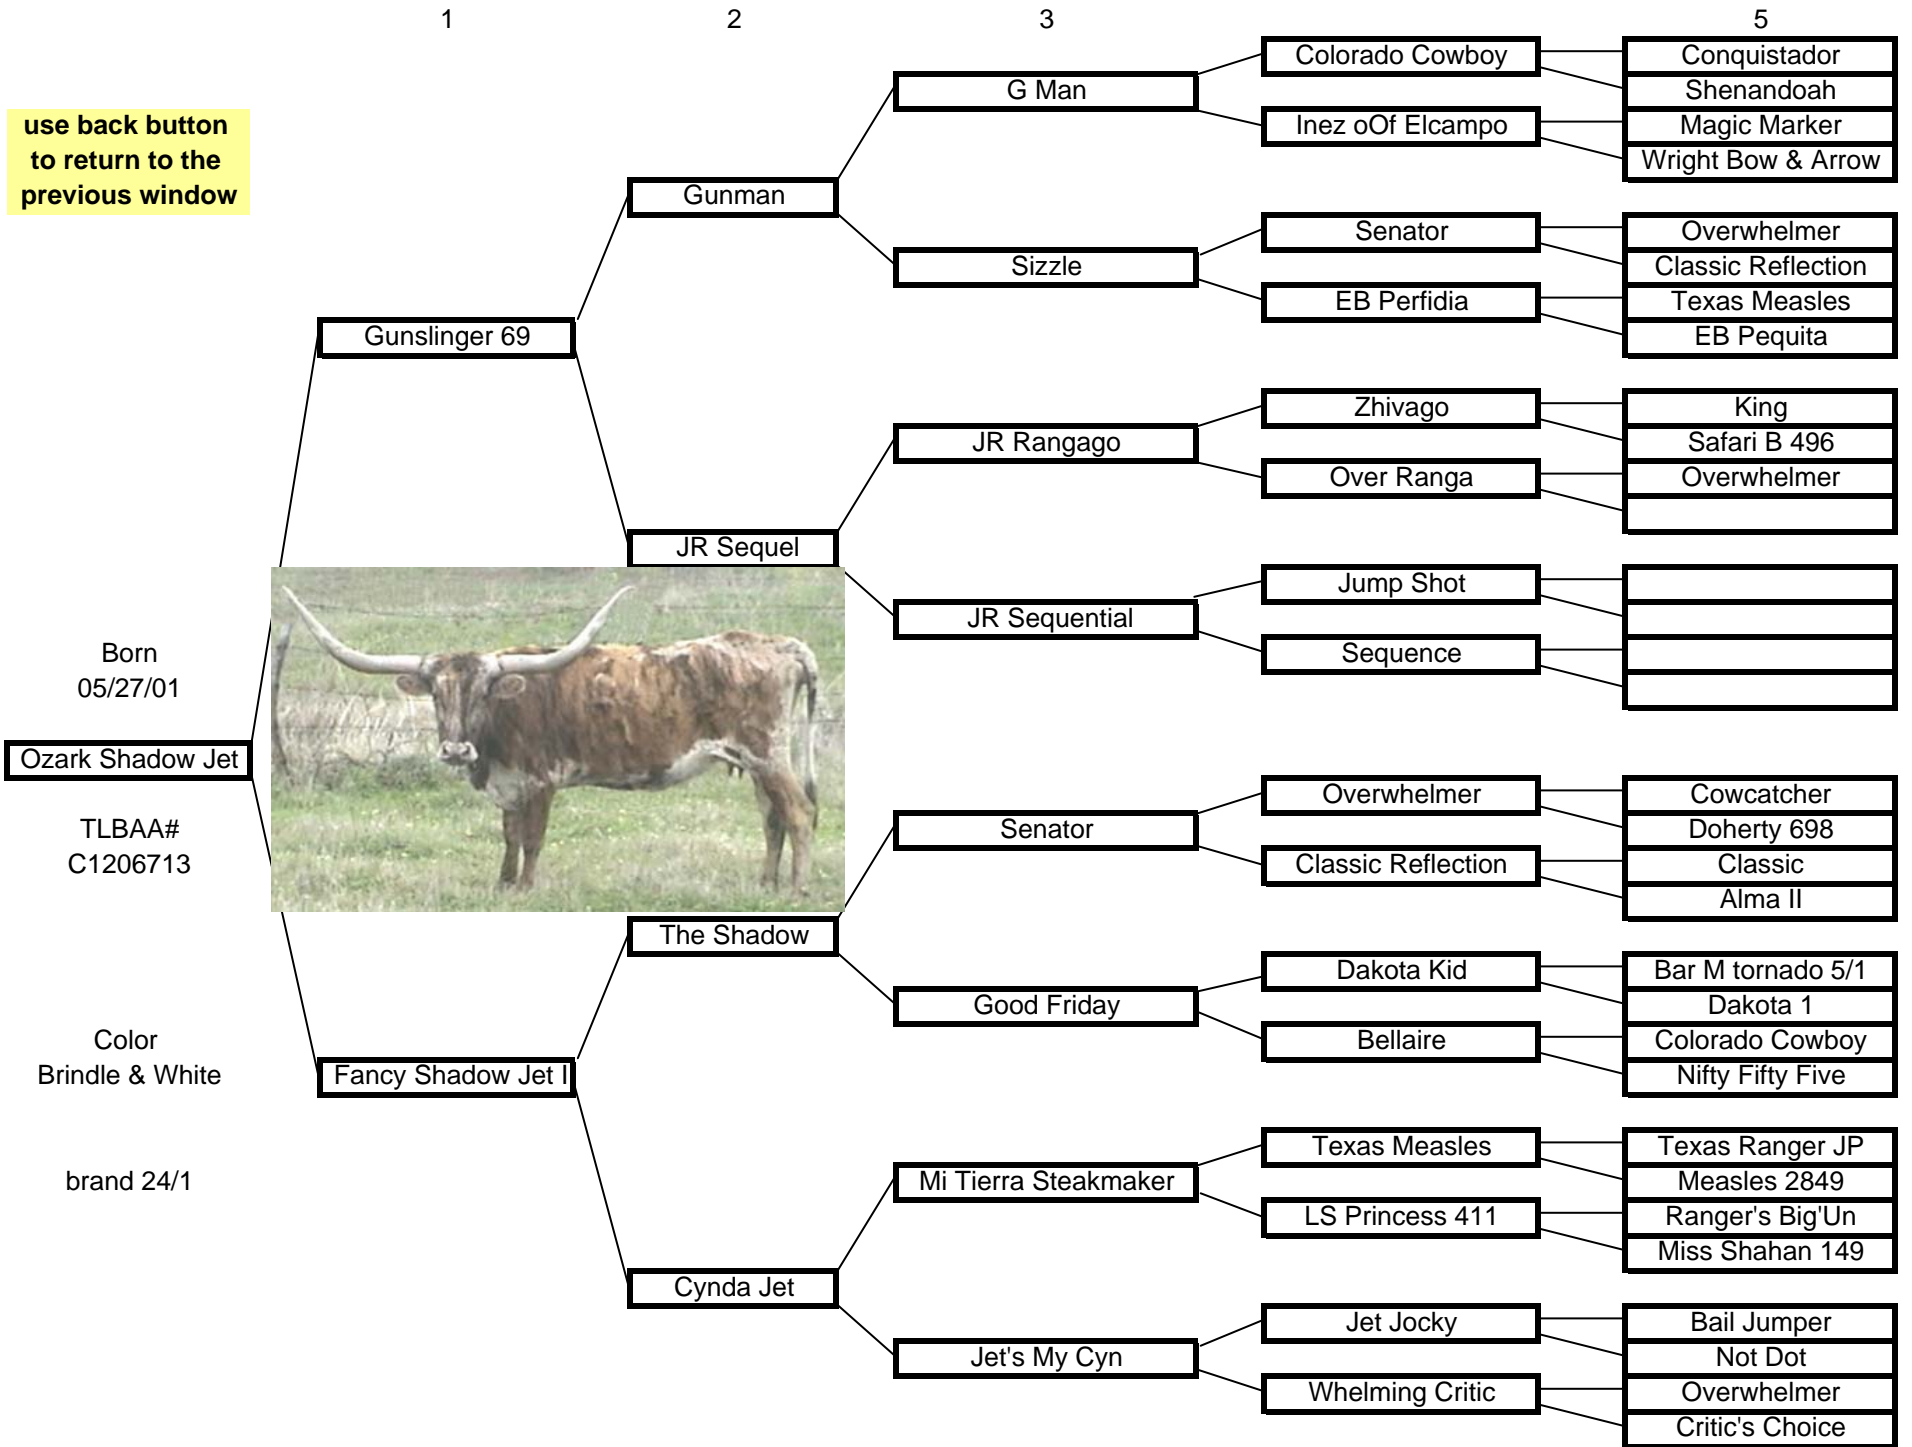 1
2
3
5
use back button
to return to the
previous window
Born
05/27/01
Ozark Shadow Jet
TLBAA#
C1206713
Color
Brindle & White
brand 24/1
Gunslinger 69
Fancy Shadow Jet I
Gunman
JR Sequel
The Shadow
Cynda Jet
G Man
Sizzle
JR Rangago
JR Sequential
Senator
Good Friday
Mi Tierra Steakmaker
Jet's My Cyn
Colorado Cowboy
Inez oOf Elcampo
Senator
EB Perfidia
Zhivago
Over Ranga
Jump Shot
Sequence
Overwhelmer
Classic Reflection
Dakota Kid
Bellaire
Texas Measles
LS Princess 411
Jet Jocky
Whelming Critic
Conquistador
Shenandoah
Magic Marker
Wright Bow & Arrow
Overwhelmer
Classic Reflection
Texas Measles
EB Pequita
King
Safari B 496
Overwhelmer
Cowcatcher
Doherty 698
Classic
Alma II
Bar M tornado 5/1
Dakota 1
Colorado Cowboy
Nifty Fifty Five
Texas Ranger JP
Measles 2849
Ranger's Big'Un
Miss Shahan 149
Bail Jumper
Not Dot
Overwhelmer
Critic's Choice